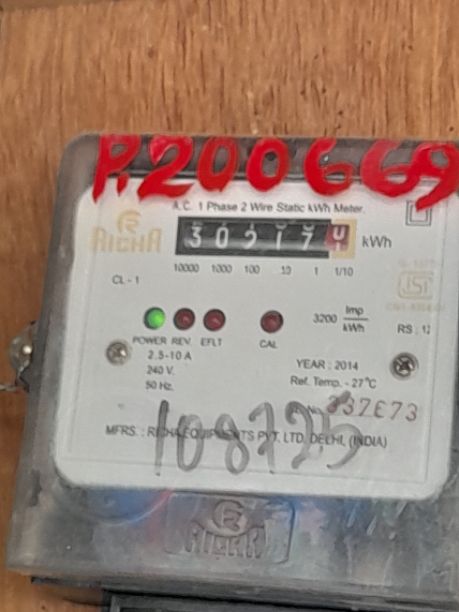 P.200669
A.C. 1 Phase 2 Wire Static kWh Meter.
RICHA
kWh
10000 1000 100 10 1 1/10
CL - 1
3200 Imp/kWh
POWER REV. EFLT CAL
2.5-10 A
240 V.
50 Hz.
YEAR : 2014
Ref. Temp. - 27°C
337673
MFRS. : RICHA EQUIPMENTS PVT. LTD. DELHI, (INDIA)
108725
RICHA